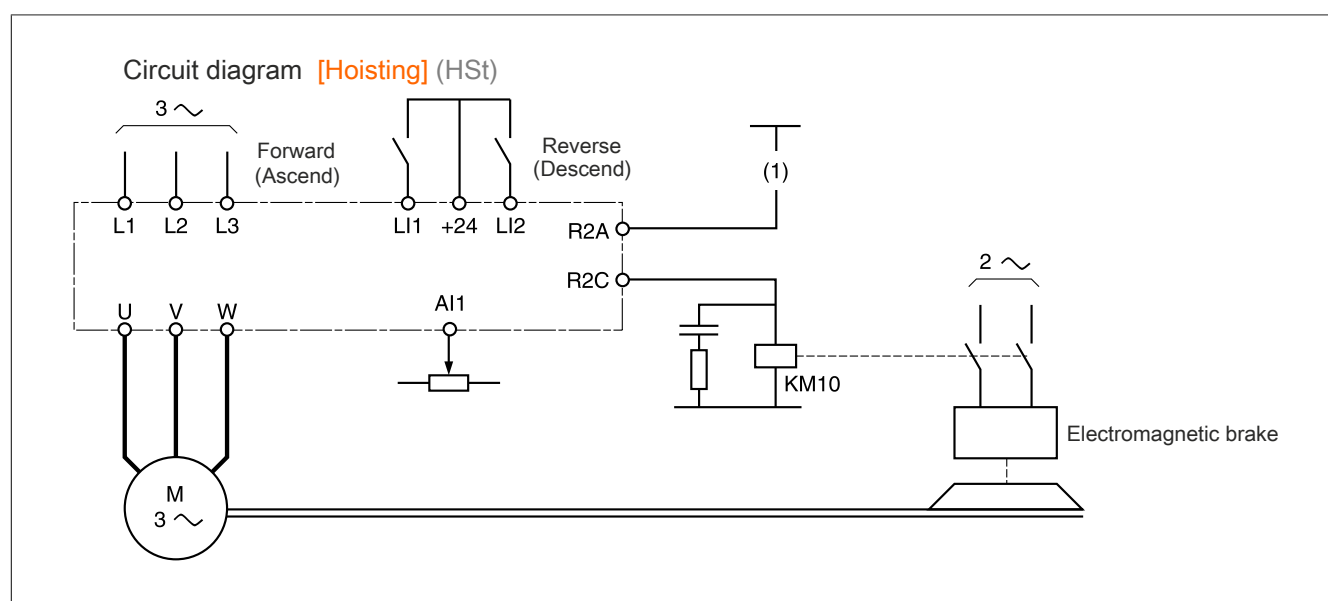 Circuit diagram [Hoisting] (HSt)
3
Forward
(Ascend)
Reverse
(Descend)
(1)
L1 L2 L3 LI1 +24 LI2
R2A
R2C
2
U V W AI1
KM10
Electromagnetic brake
M
3